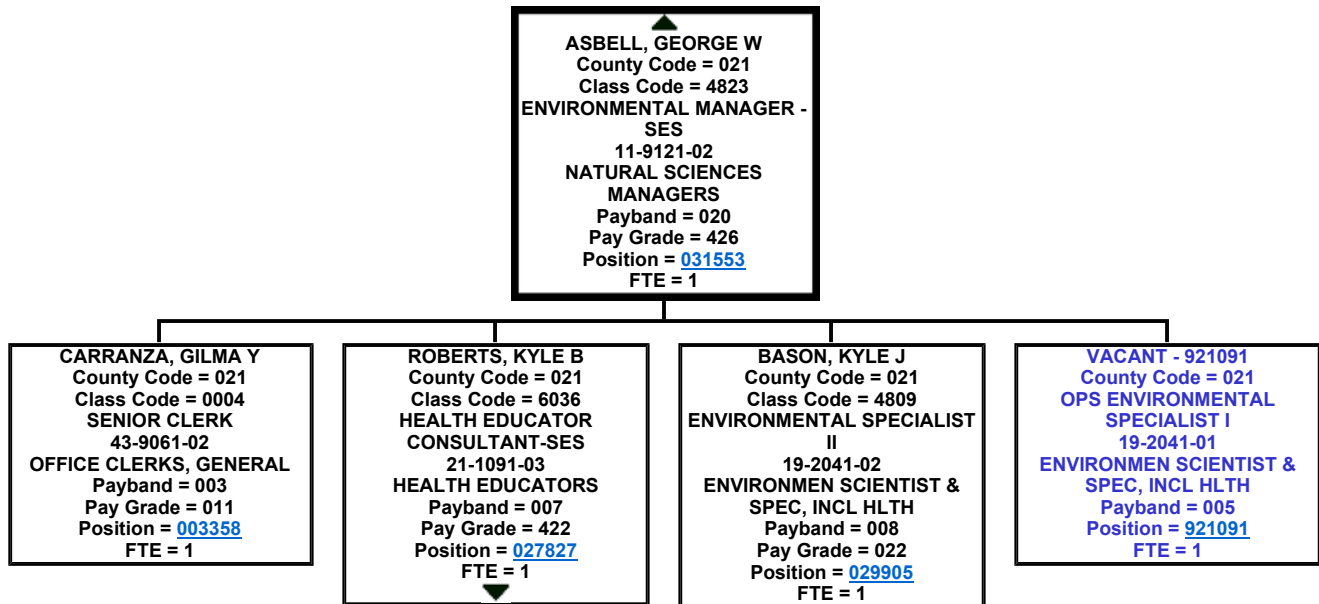 ASBELL, GEORGE W
County Code = 021
Class Code = 4823
ENVIRONMENTAL MANAGER -
SES
11-9121-02
NATURAL SCIENCES
MANAGERS
Payband = 020
Pay Grade = 426
Position = 031553
FTE = 1
CARRANZA, GILMA Y
County Code = 021
Class Code = 0004
SENIOR CLERK
43-9061-02
OFFICE CLERKS, GENERAL
Payband = 003
Pay Grade = 011
Position = 003358
FTE = 1
ROBERTS, KYLE B
County Code = 021
Class Code = 6036
HEALTH EDUCATOR
CONSULTANT-SES
21-1091-03
HEALTH EDUCATORS
Payband = 007
Pay Grade = 422
Position = 027827
FTE = 1
BASON, KYLE J
County Code = 021
Class Code = 4809
ENVIRONMENTAL SPECIALIST
II
19-2041-02
ENVIRONMEN SCIENTIST &
SPEC, INCL HLTH
Payband = 008
Pay Grade = 022
Position = 029905
FTE = 1
VACANT - 921091
County Code = 021
OPS ENVIRONMENTAL
SPECIALIST I
19-2041-01
ENVIRONMEN SCIENTIST &
SPEC, INCL HLTH
Payband = 005
Position = 921091
FTE = 1